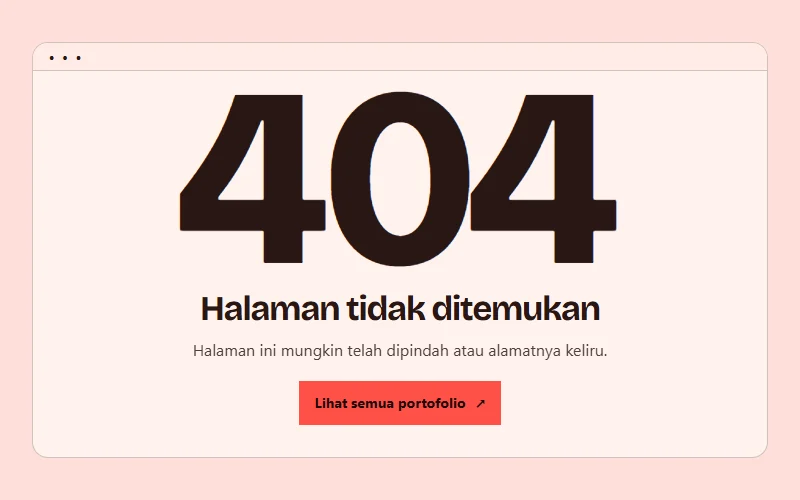 404
Halaman tidak ditemukan
Halaman ini mungkin telah dipindah atau alamatnya keliru.
Lihat semua portofolio ↗